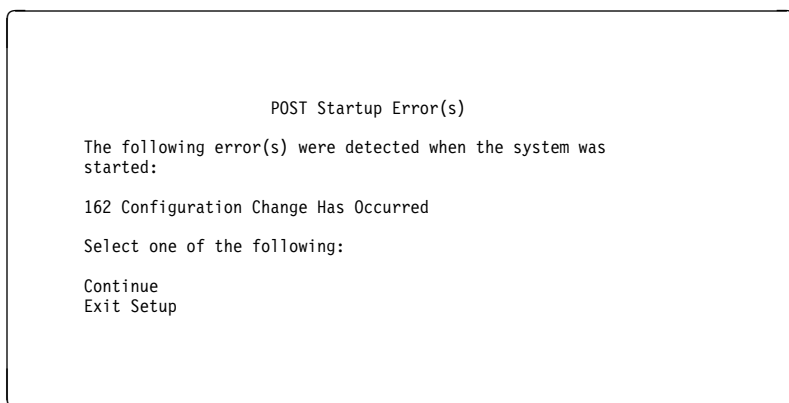 POST Startup Error(s)
The following error(s) were detected when the system was
started:
162 Configuration Change Has Occurred
Select one of the following:
Continue
Exit Setup